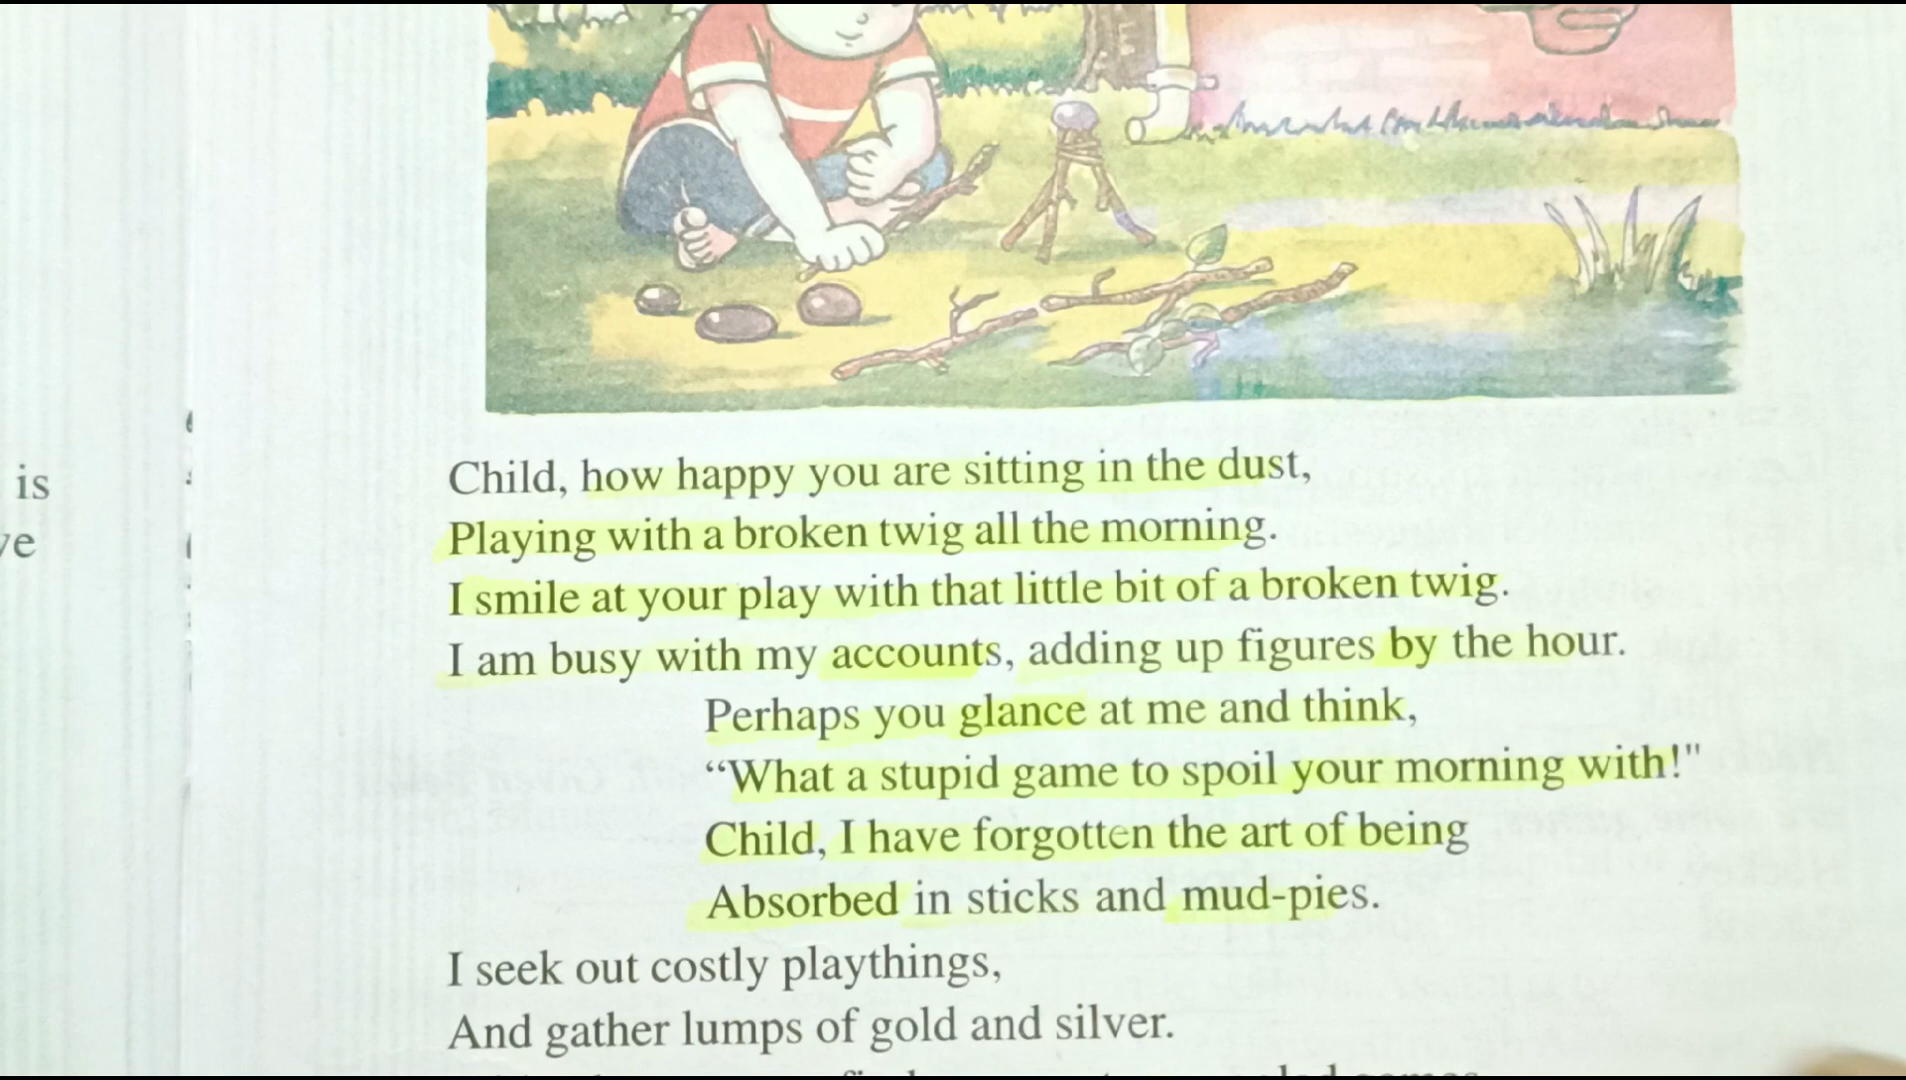 is
Child, how happy you are sitting in the dust,
Playing with a broken twig all the morning.
I smile at your play with that little bit of a broken twig.
I am busy with my accounts, adding up figures by the hour.
Perhaps you glance at me and think,
“What a stupid game to spoil your morning with!"
Child, I have forgotten the art of being
Absorbed in sticks and mud-pies.
I seek out costly playthings,
And gather lumps of gold and silver.